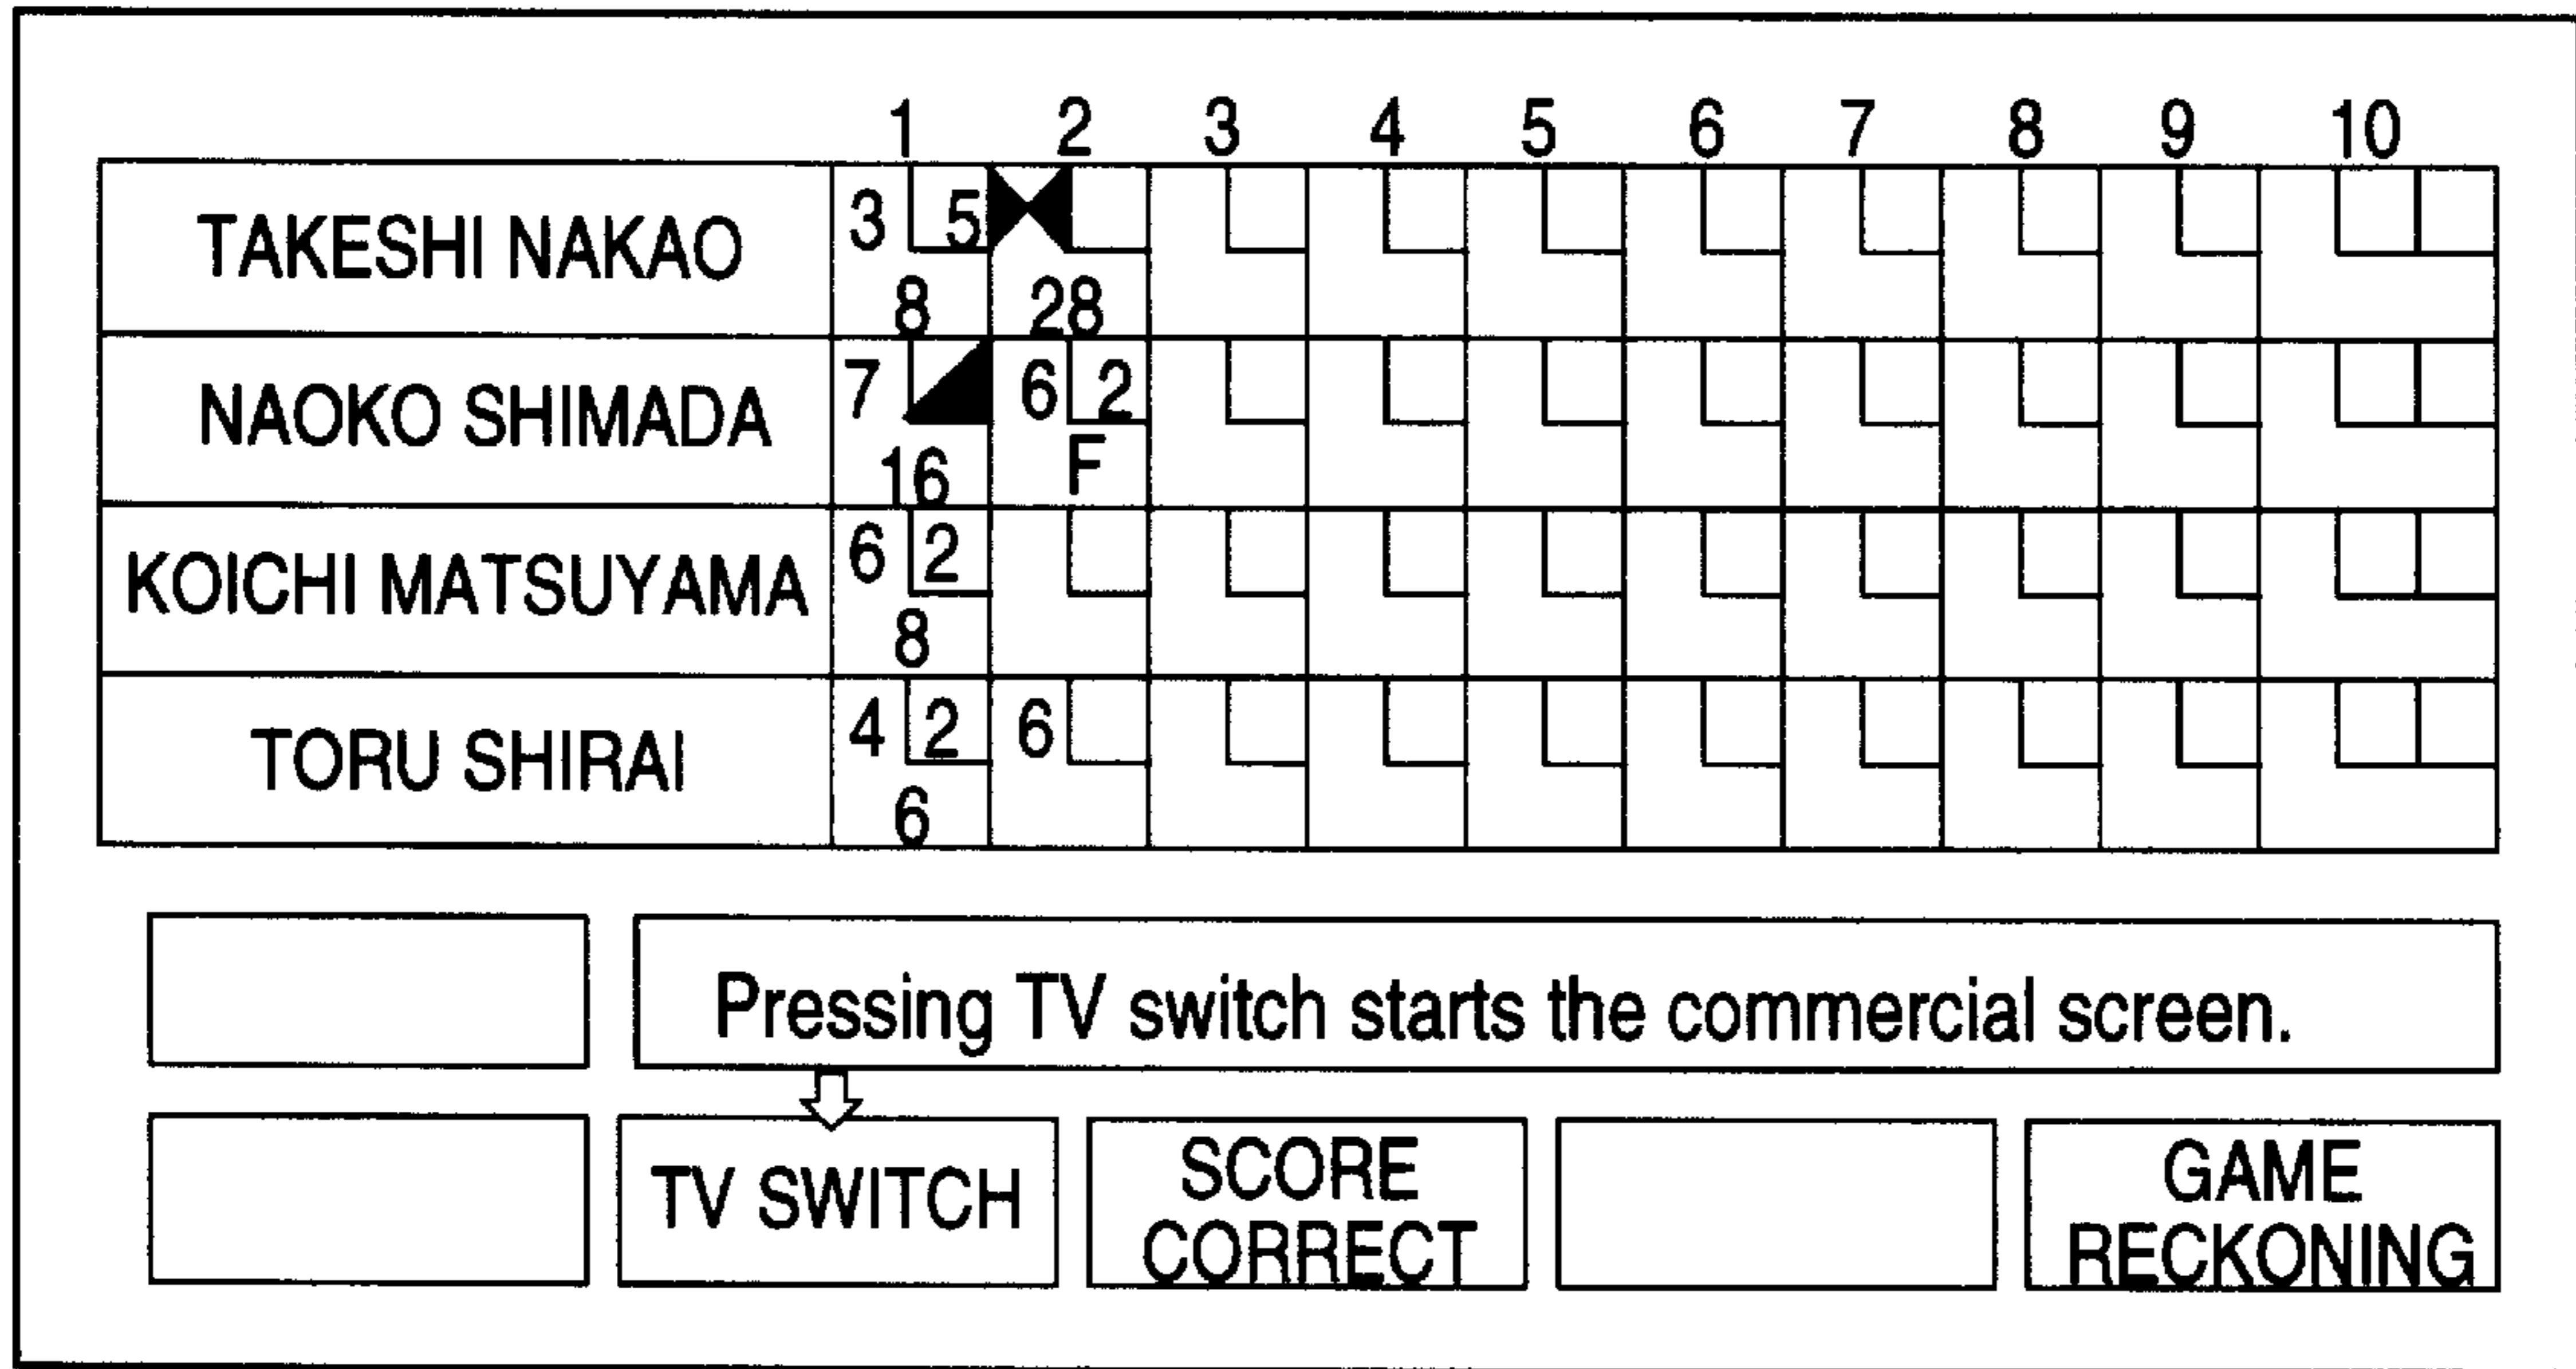 1 2 3 4 5 6 7 8 9 10
TAKESHI NAKAO 3 5
8 28
NAOKO SHIMADA 7 6 2
16 F
KOICHI MATSUYAMA 6 2
8
TORU SHIRAI 4 2 6
6
Pressing TV switch starts the commercial screen.
TV SWITCH
SCORE
CORRECT
GAME
RECKONING